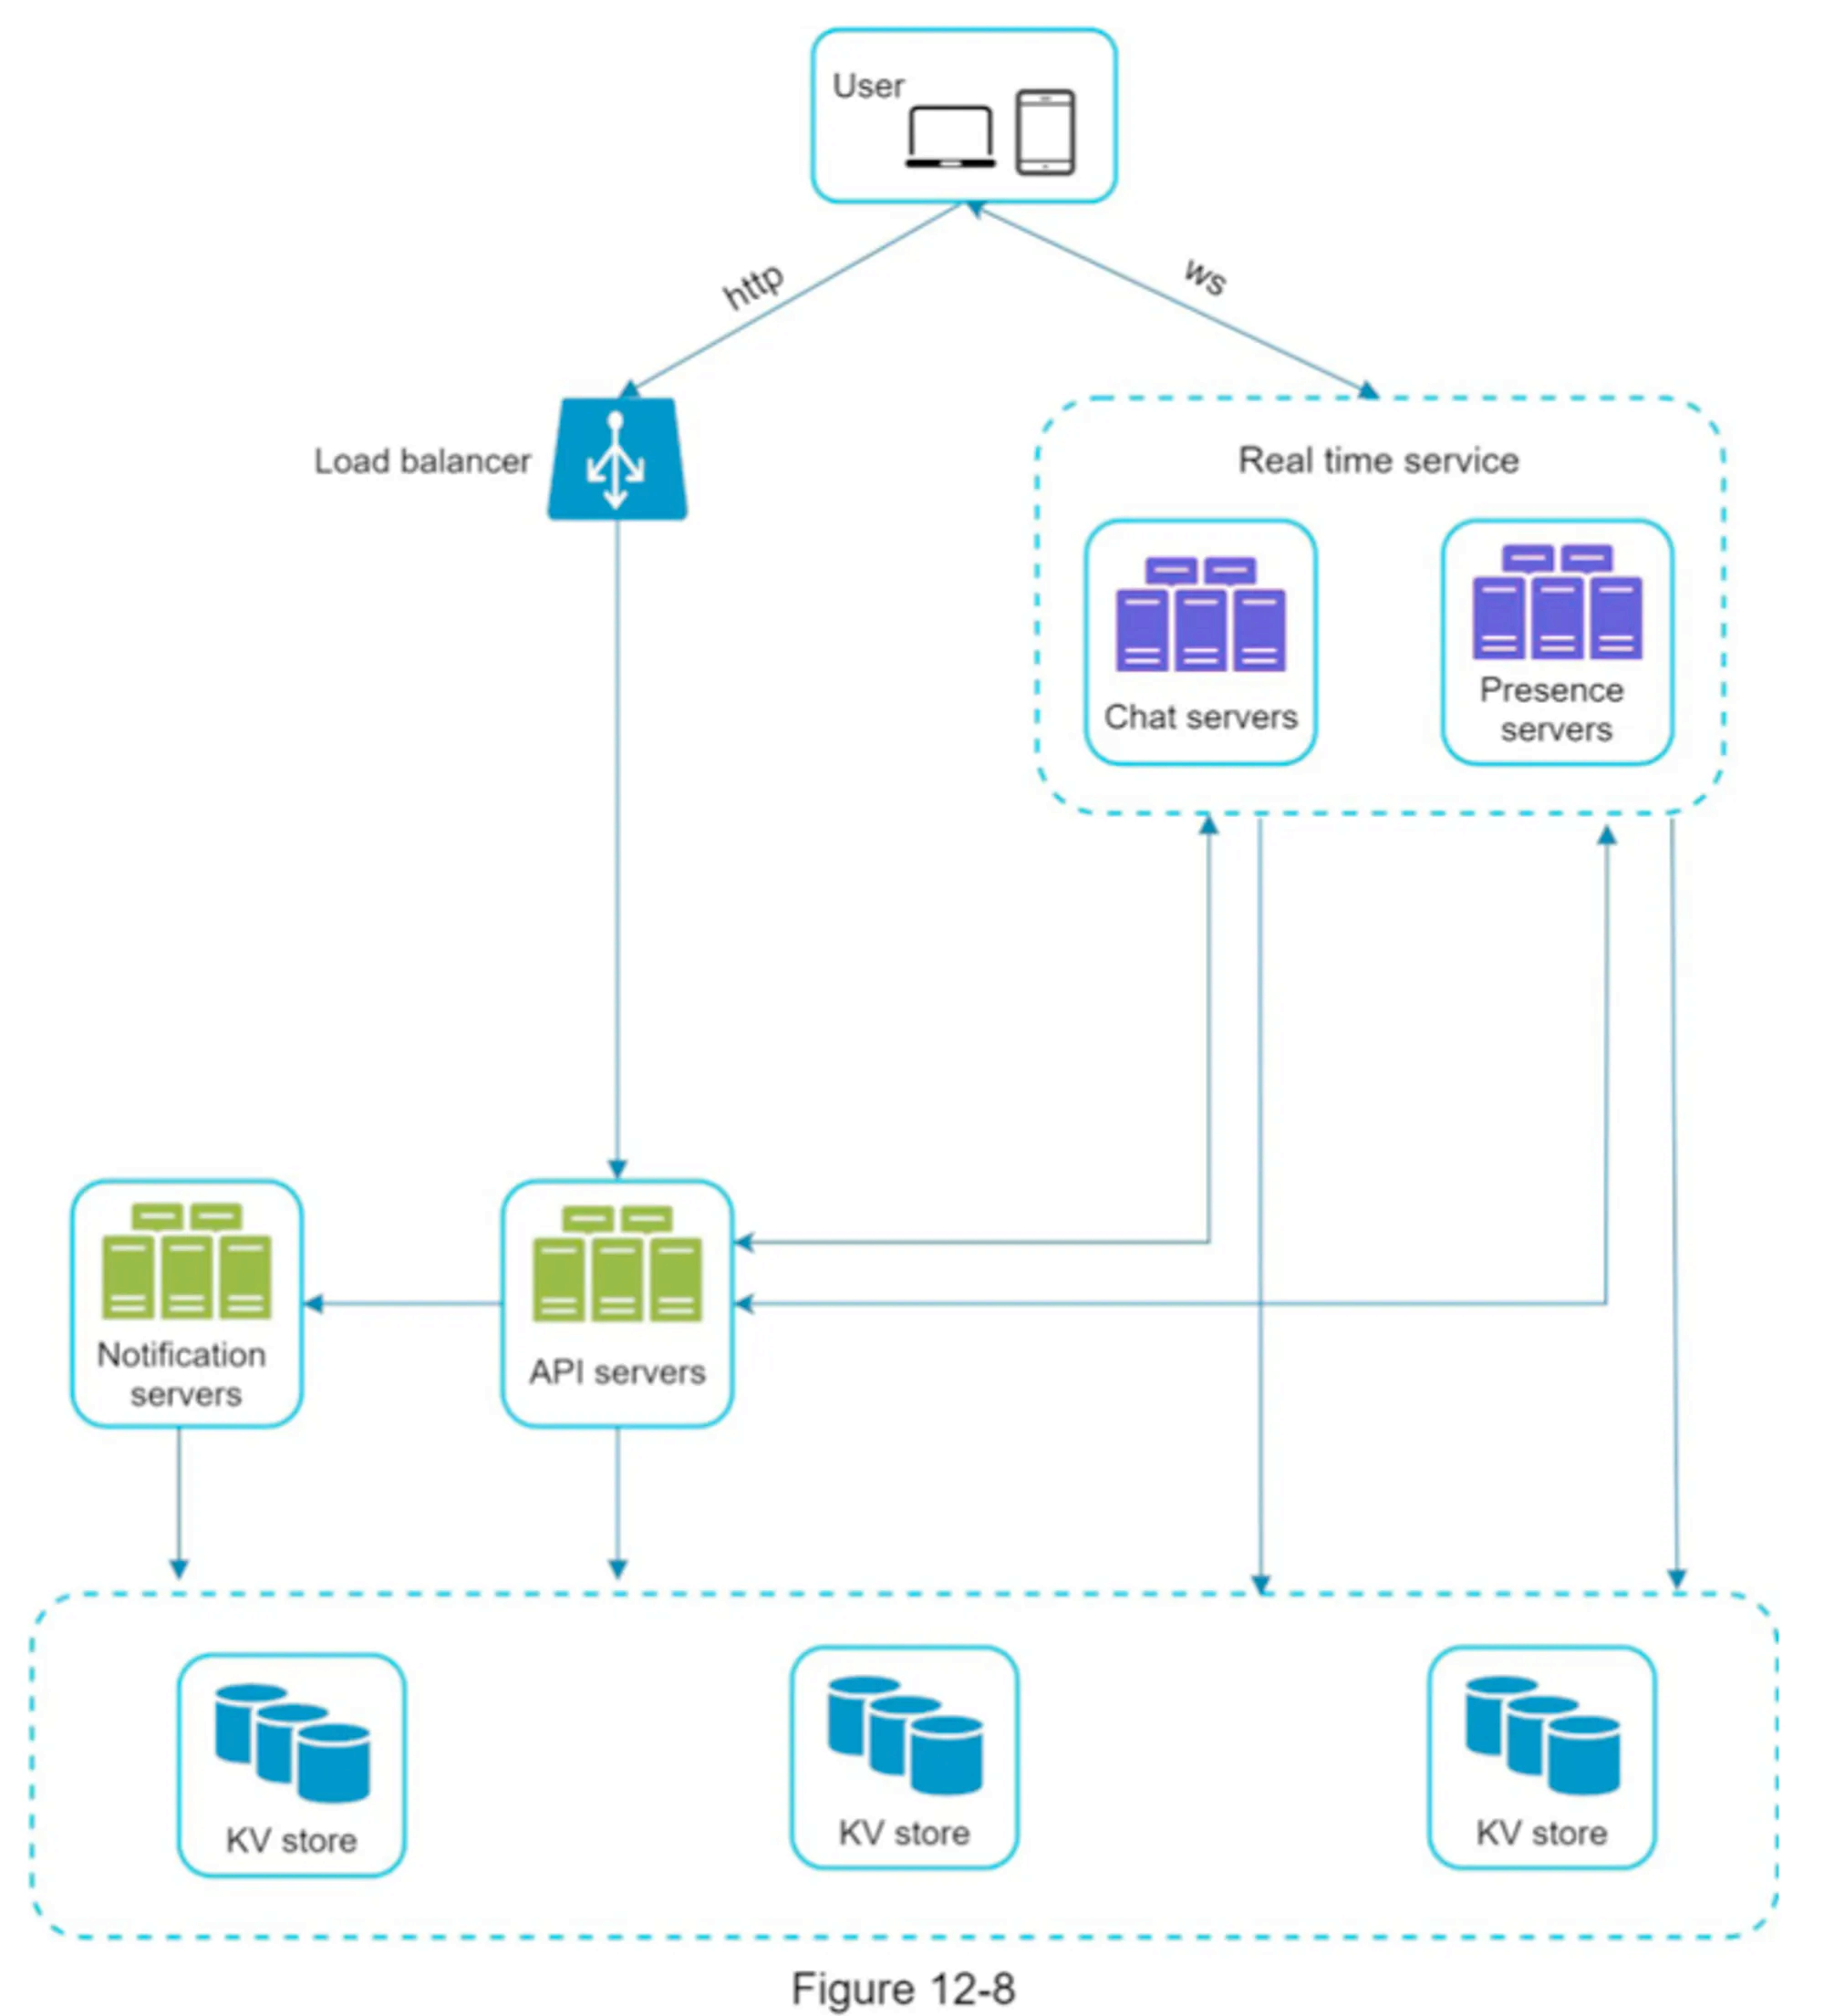 User
http
ws
Load balancer
Real time service
Chat servers
Presence
servers
Notification
servers
API servers
KV store
KV store
KV store
Figure 12-8